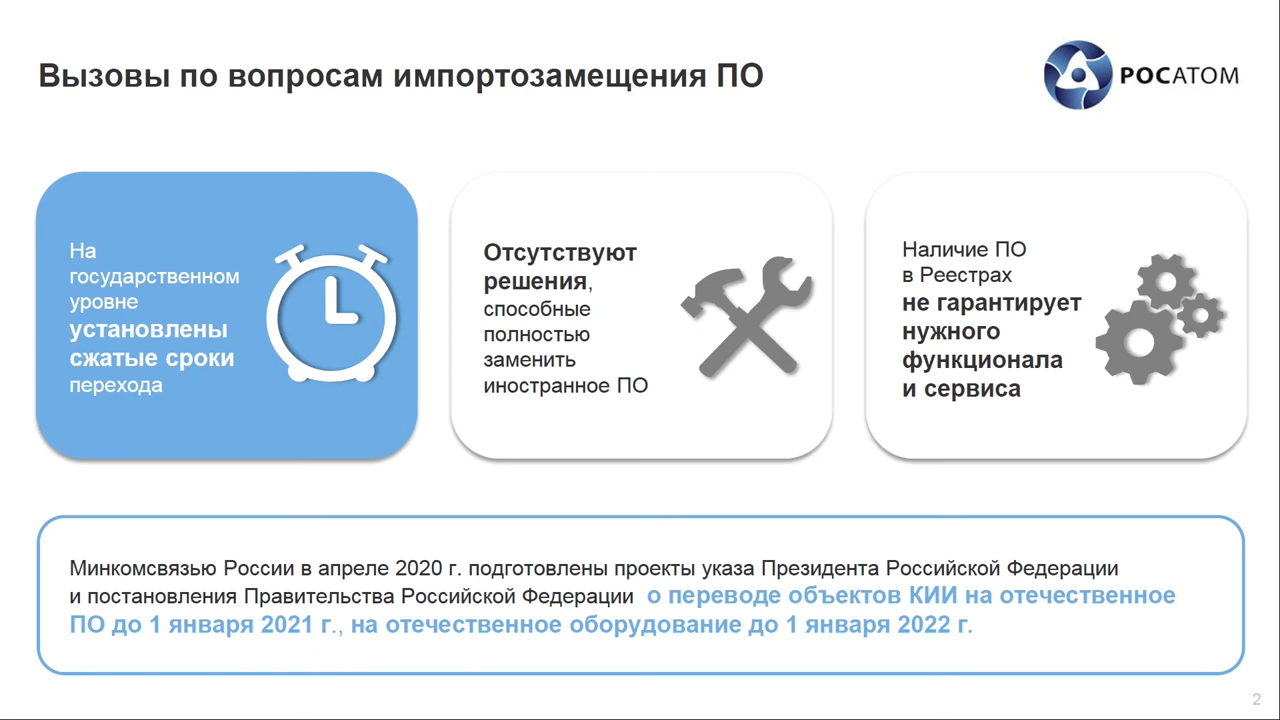 Вызовы по вопросам импортозамещения ПО
РОСАТОМ
На
государственном
уровне
установлены
сжатые сроки
перехода
Отсутствуют
решения,
способные
полностью
заменить
иностранное ПО
Наличие ПО
в Реестрах
не гарантирует
нужного
функционала
и сервиса
Минкомсвязью России в апреле 2020 г. подготовлены проекты указа Президента Российской Федерации
и постановления Правительства Российской Федерации о переводе объектов КИИ на отечественное
ПО до 1 января 2021 г., на отечественное оборудование до 1 января 2022 г.
2